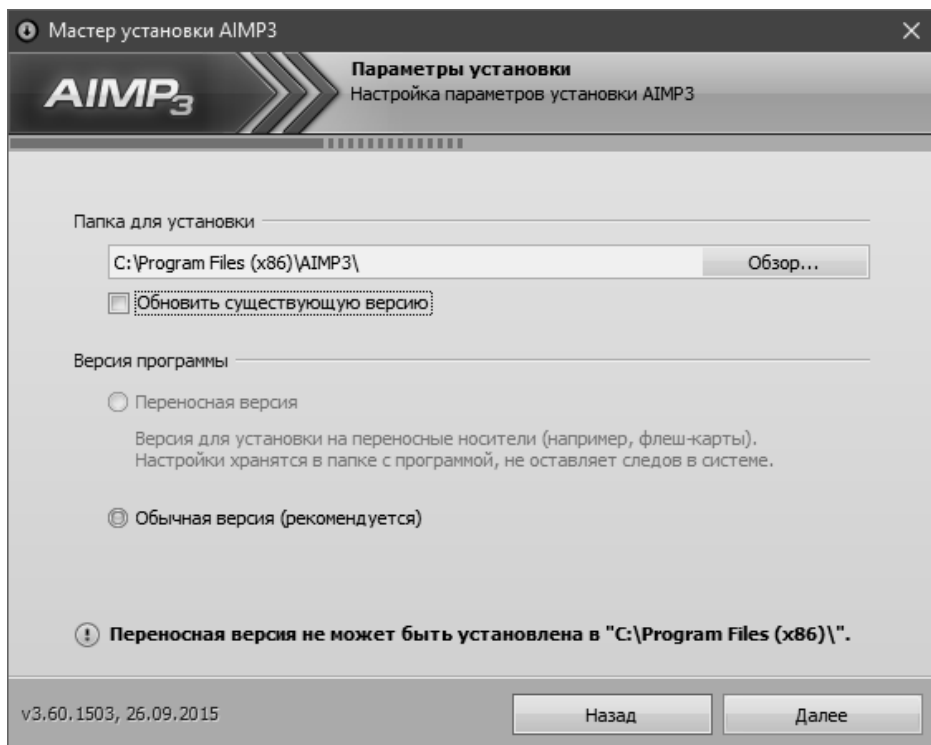 Мастер установки AIMP3
AIMP3
Параметры установки
Настройка параметров установки AIMP3
Папка для установки
C:\Program Files (x86)\AIMP3\
Обзор...
Обновить существующую версию
Версия программы
Переносная версия
Версия для установки на переносные носители (например, флеш-карты).
Настройки хранятся в папке с программой, не оставляет следов в системе.
Обычная версия (рекомендуется)
Переносная версия не может быть установлена в "C:\Program Files (x86)\".
v3.60.1503, 26.09.2015
Назад
Далее